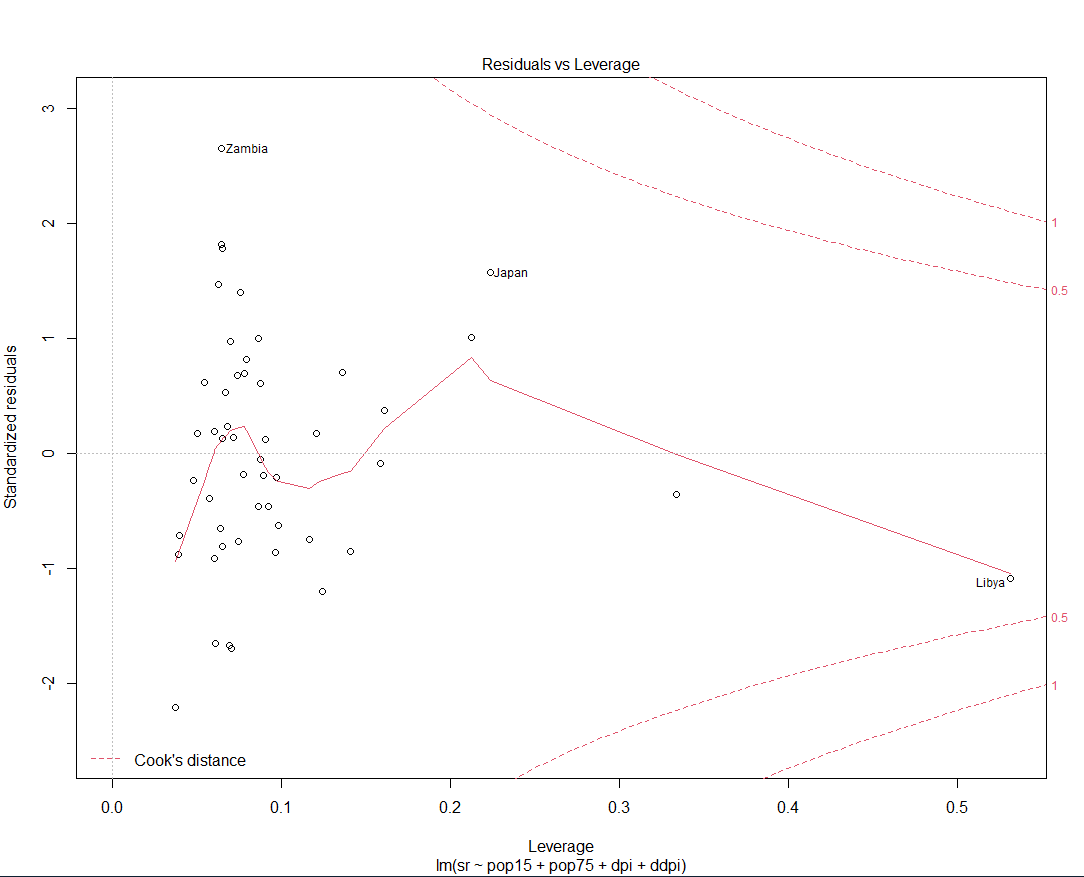 Residuals vs Leverage
Standardized residuals
3
2
1
0
-1
-2
Zambia
Japan
Libya
1
0.5
0.5
1
Cook's distance
0.0 0.1 0.2 0.3 0.4 0.5
Leverage
lm(sr ~ pop15 + pop75 + dpi + ddpi)